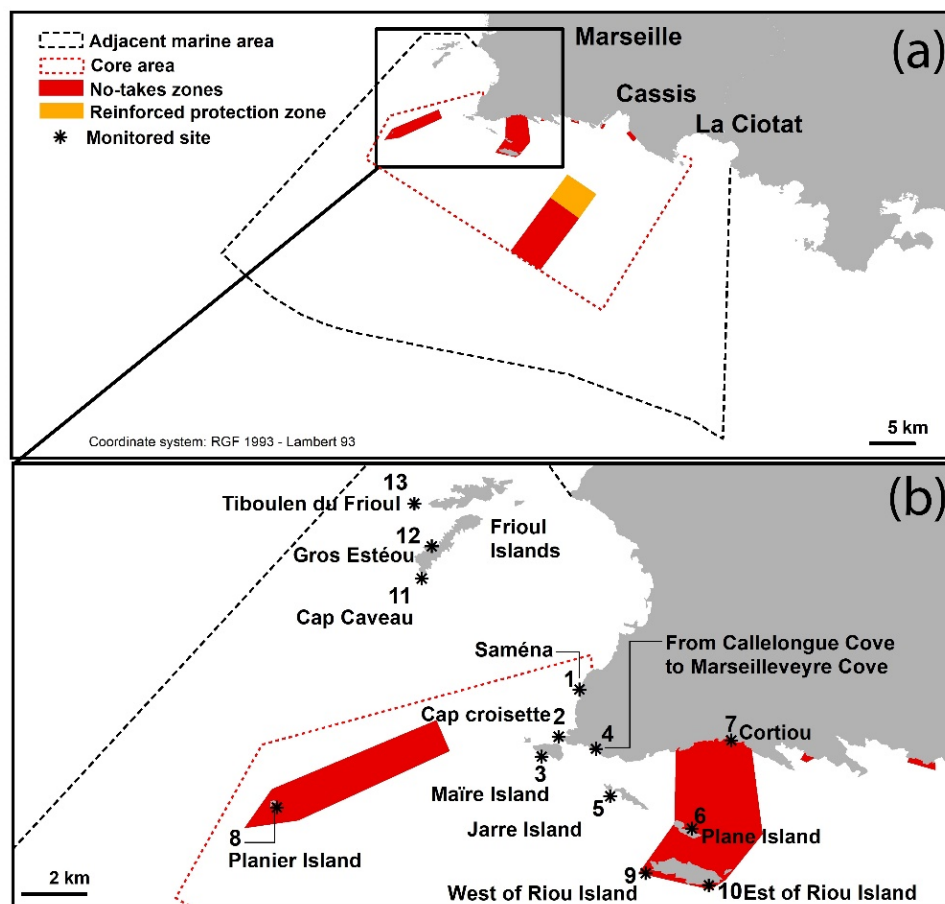 (a)
Adjacent marine area
Core area
No-takes zones
Reinforced protection zone
Monitored site
Marseille
Cassis
La Ciotat
Coordinate system: RGF 1993 - Lambert 93
5 km
(b)
13
Tiboulen du Frioul
12
Gros Estéou
Frioul
Islands
11
Cap Caveau
Saména
1
From Callelongue Cove
to Marseilleveyre Cove
Cap croisette
2
4
7
Cortiou
3
Maïre Island
5
Jarre Island
6
Plane Island
8
Planier Island
9
West of Riou Island
10
Est of Riou Island
2 km